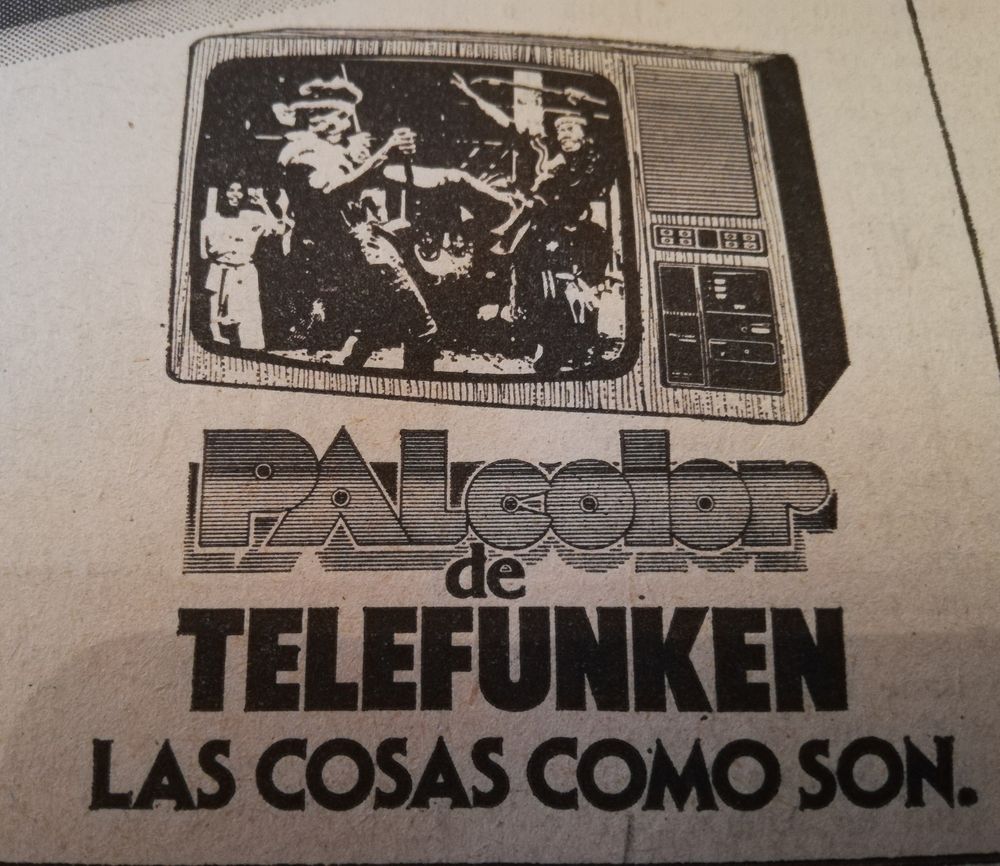 PALcolor
de
TELEFUNKEN
LAS COSAS COMO SON.